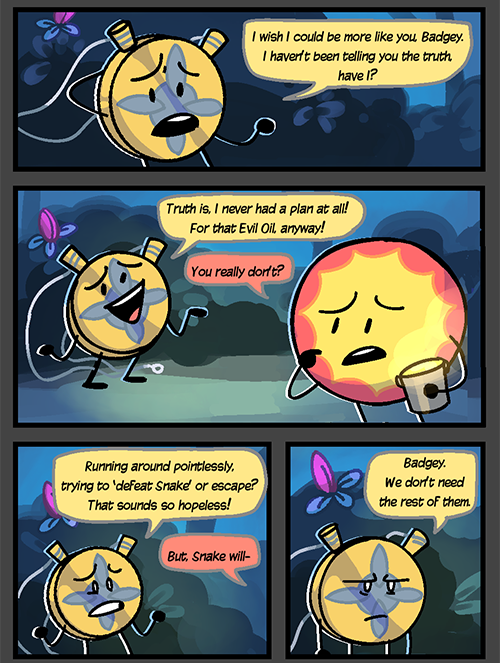 I wish I could be more like you, Badgey.
I haven't been telling you the truth,
have I?
Truth is, I never had a plan at all!
For that Evil Oil, anyway!
You really don't?
Running around pointlessly,
trying to 'defeat Snake' or escape?
That sounds so hopeless!
But, Snake will-
Badgey.
We don't need
the rest of them.